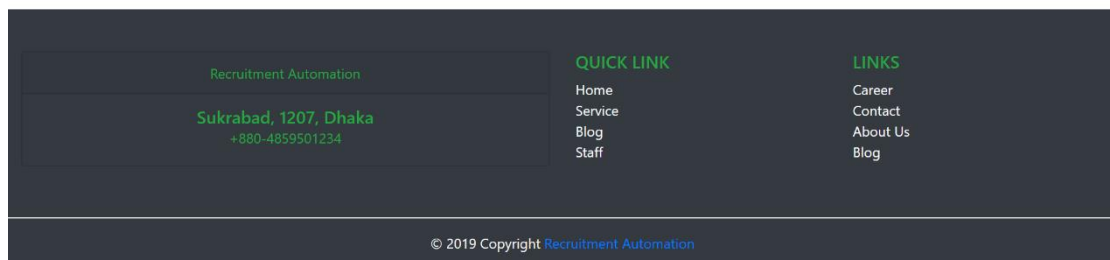 Recruitment Automation
Sukrabad, 1207, Dhaka
+880-4859501234
QUICK LINK
Home
Service
Blog
Staff
LINKS
Career
Contact
About Us
Blog
© 2019 Copyright Recruitment Automation